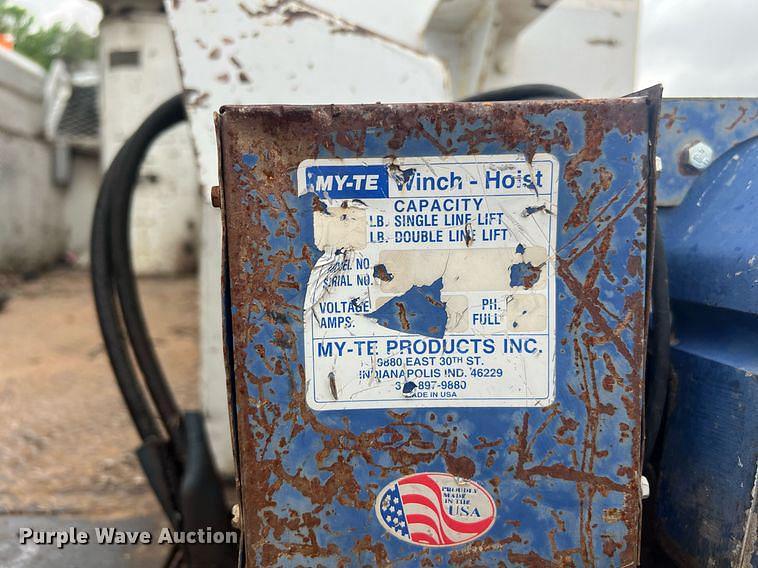 MY-TE Winch - Hoist
CAPACITY
LB. SINGLE LINE LIFT
LB. DOUBLE LINE LIFT
MODEL NO
SERIAL NO.
VOLTAGE PH.
AMPS. FULL
MY-TE PRODUCTS INC.
9880 EAST 30TH ST.
INDIANAPOLIS IND. 46229
897-9880
MADE IN USA
PROUDLY
MADE
IN THE
USA
Purple Wave Auction